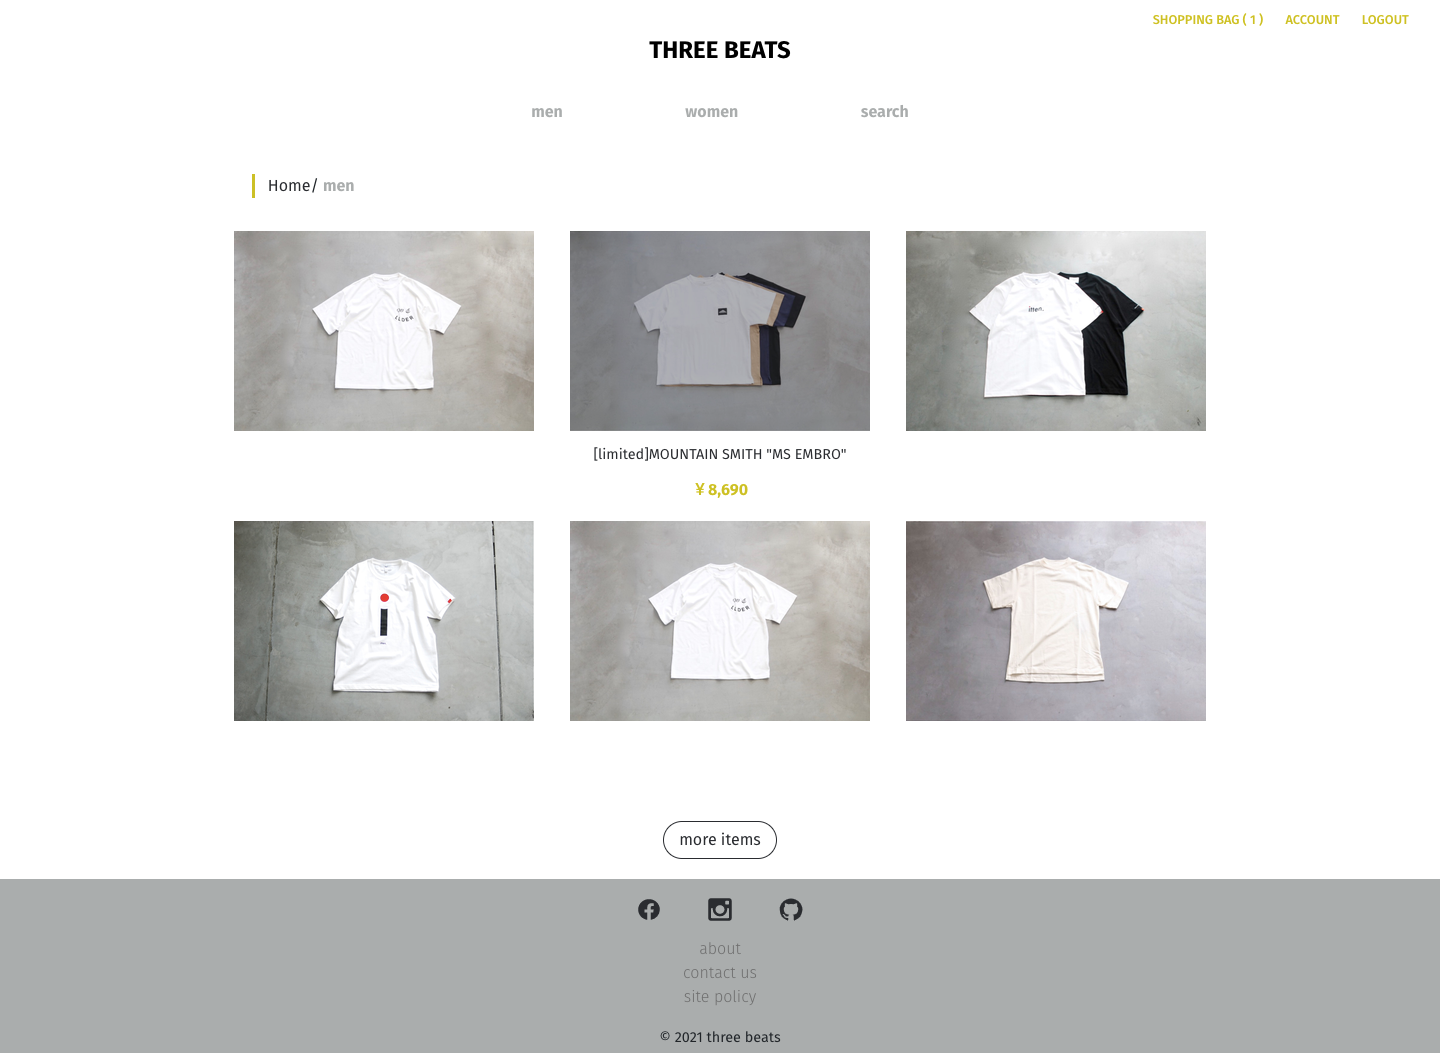 SHOPPING BAG ( 1 ) ACCOUNT LOGOUT
THREE BEATS
men women search
Home/ men
itten.
[limited]MOUNTAIN SMITH "MS EMBRO"
¥ 8,690
more items
about
contact us
site policy
© 2021 three beats